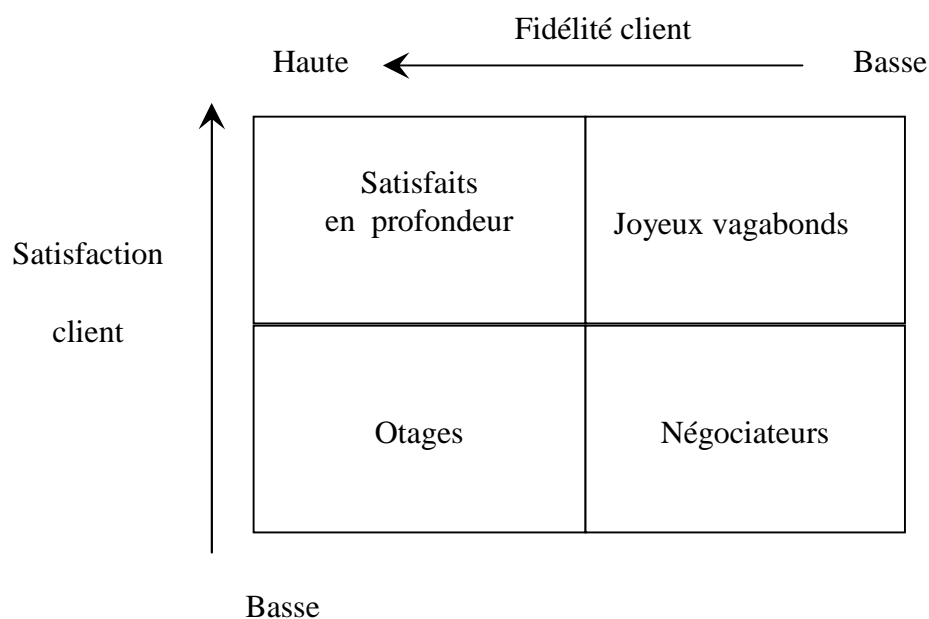 Fidélité client
Haute
Basse
Satisfaits
en profondeur
Joyeux vagabonds
Satisfaction
client
Otages
Négociateurs
Basse